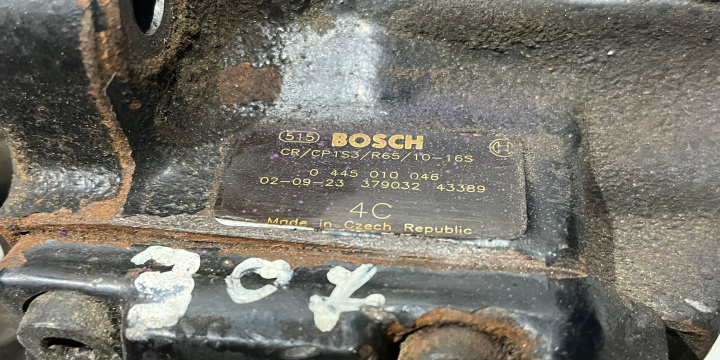 515 BOSCH
CR/CP1S3/R65/10-16S
0 445 010 046
02-09-23 379032 43389
4C
Made in Czech Republic